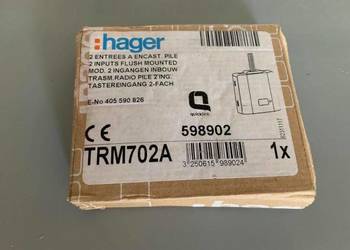 :hager
2 ENTREES A ENCAST. PILE
2 INPUTS FLUSH MOUNTED
MOD. 2 INGANGEN INBOUW
TRASM.RADIO PILE 2 ING.
TASTEREINGANG 2-FACH
E-No 405 590 826
quicklink
CE
598902
TRM702A
1x
3 250615 989024